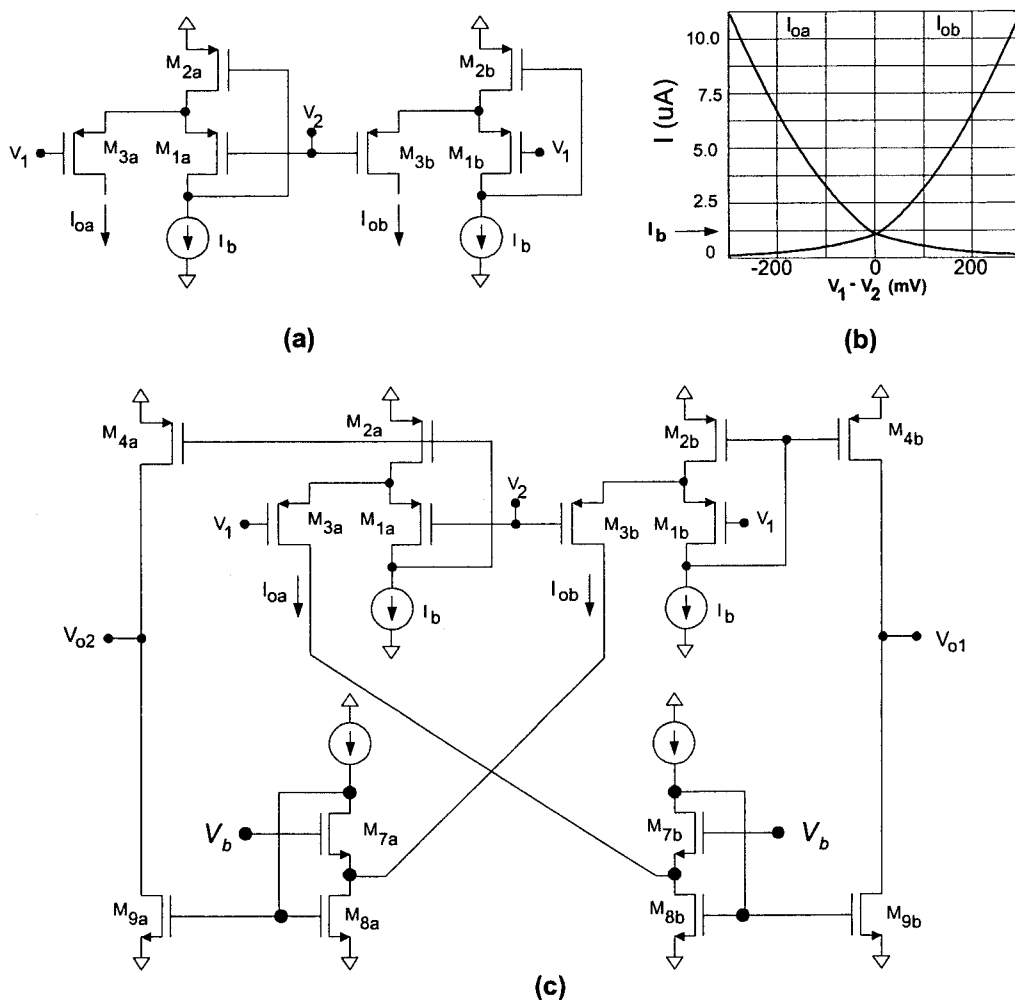 M2a
M2b
V2
V1
M3a
M1a
M3b
M1b
V1
Ioa
Ib
Iob
Ib
(a)
Ioa
Iob
10.0
7.5
5.0
2.5
0
I (uA)
Ib
-200
0
200
V1 - V2 (mV)
(b)
M4a
M2a
M2b
M4b
V2
V1
M3a
M1a
M3b
M1b
V1
Ioa
Ib
Iob
Ib
Vo2
Vo1
Vb
M7a
M7b
Vb
M9a
M8a
M8b
M9b
(c)